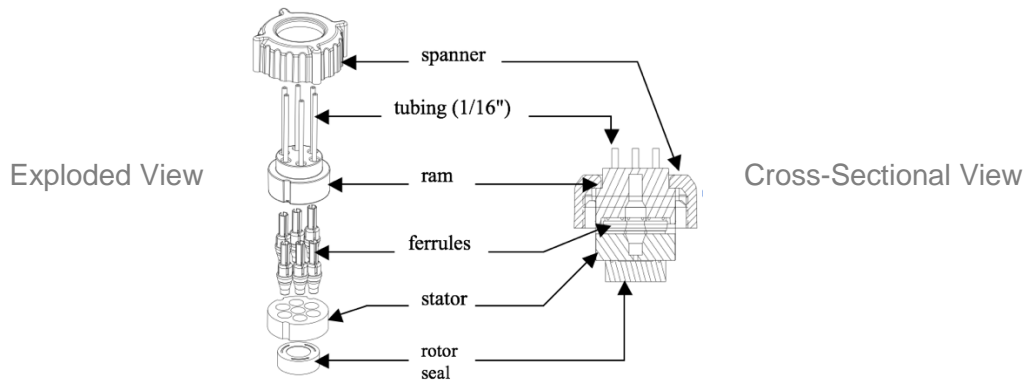 spanner
tubing (1/16")
Exploded View
ram
Cross-Sectional View
ferrules
stator
rotor
seal